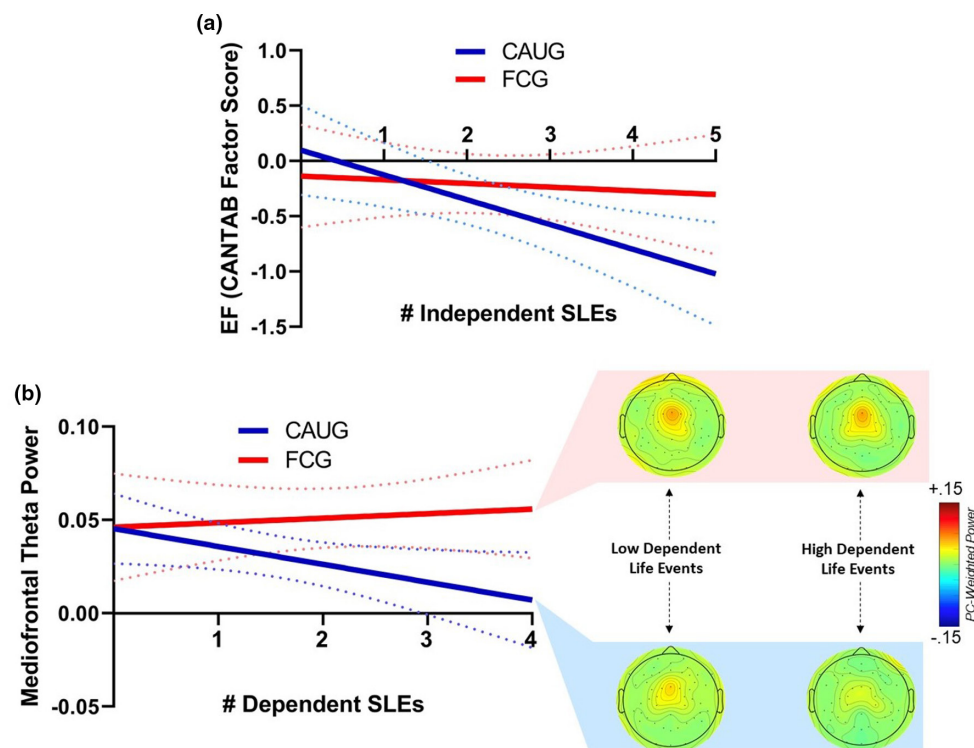 (a)
CAUG
FCG
EF (CANTAB Factor Score)
1.0
0.5
0.0
-0.5
-1.0
-1.5
1 2 3 4 5
# Independent SLEs
(b)
CAUG
FCG
Mediofrontal Theta Power
0.10
0.05
0.00
-0.05
1 2 3 4
# Dependent SLEs
Low Dependent
Life Events
High Dependent
Life Events
+.15
PC-Weighted Power
-.15